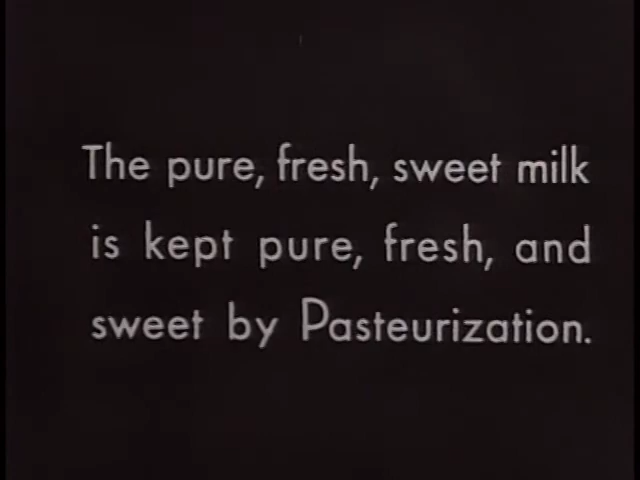 The pure, fresh, sweet milk
is kept pure, fresh, and
sweet by Pasteurization.